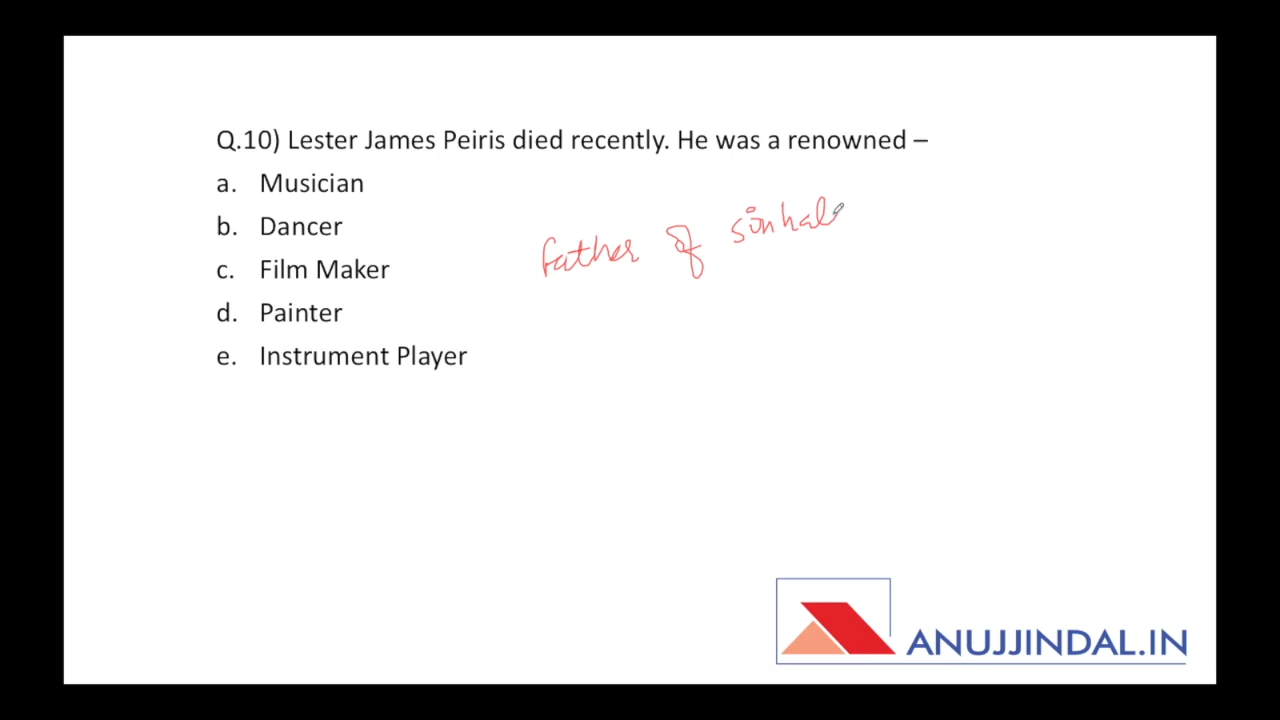 Q.10) Lester James Peiris died recently. He was a renowned –
a. Musician
b. Dancer
c. Film Maker
d. Painter
e. Instrument Player
Father of sinhal
ANUJJINDAL.IN